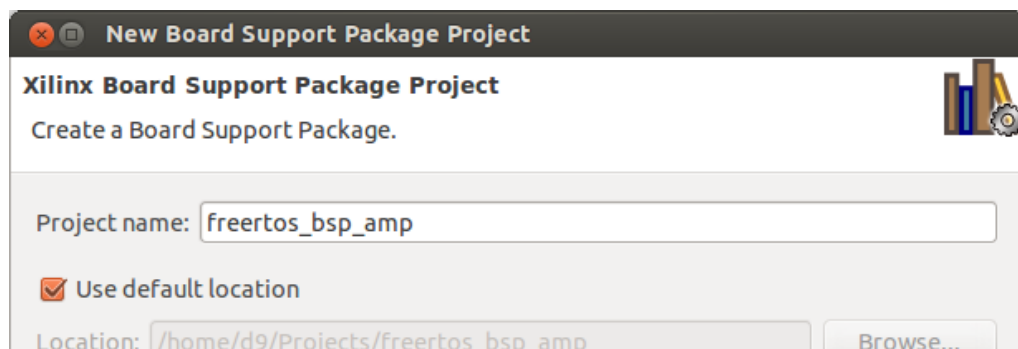 New Board Support Package Project
Xilinx Board Support Package Project
Create a Board Support Package.
Project name: freertos_bsp_amp
Use default location
Location: /home/d9/Projects/freertos_bsp_amp Browse...